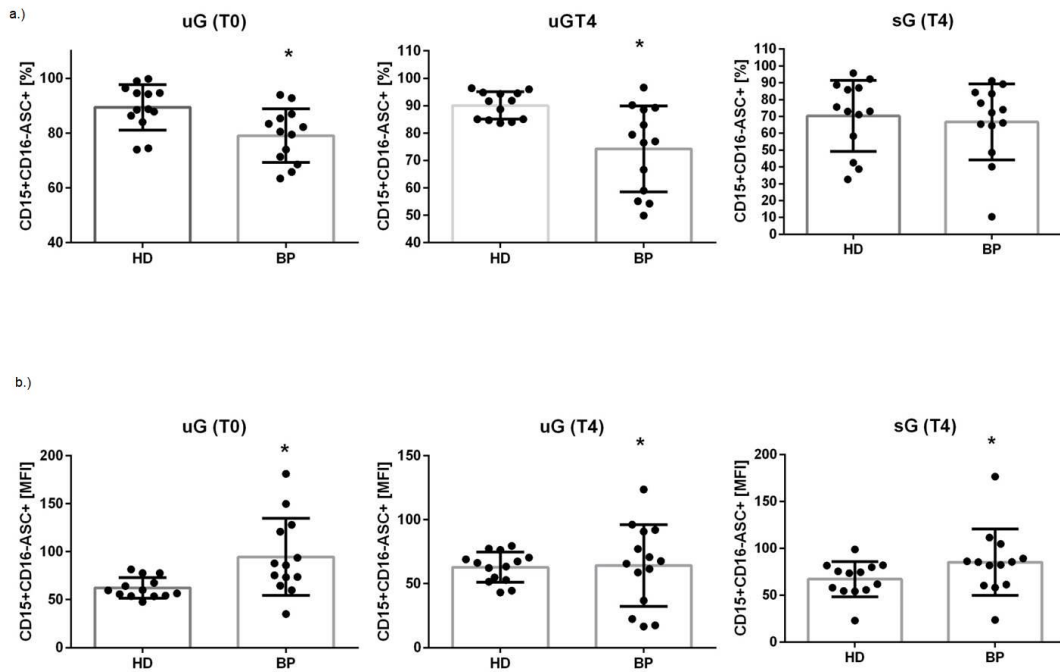 a.)
uG (T0)
CD15+CD16-ASC+ [%]
100
80
60
40
*
HD
BP
uGT4
CD15+CD16-ASC+ [%]
110
100
90
80
70
60
50
40
*
HD
BP
sG (T4)
CD15+CD16-ASC+ [%]
110
100
90
80
70
60
50
40
30
20
10
0
HD
BP
b.)
uG (T0)
CD15+CD16-ASC+ [MFI]
200
150
100
50
0
*
HD
BP
uG (T4)
CD15+CD16-ASC+ [MFI]
150
100
50
0
*
HD
BP
sG (T4)
CD15+CD16-ASC+ [MFI]
200
150
100
50
0
*
HD
BP